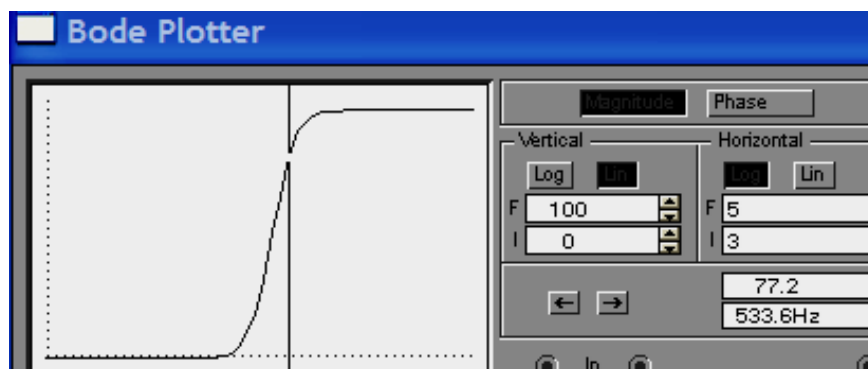 Bode Plotter
Magnitude Phase
Vertical Horizontal
Log Lin Log Lin
F 100 F 5
I 0 I 3
77.2
533.6Hz
In